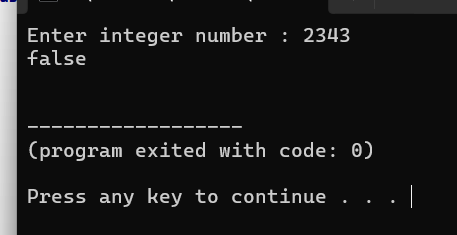 Enter integer number : 2343
false
------------------
(program exited with code: 0)
Press any key to continue . . .